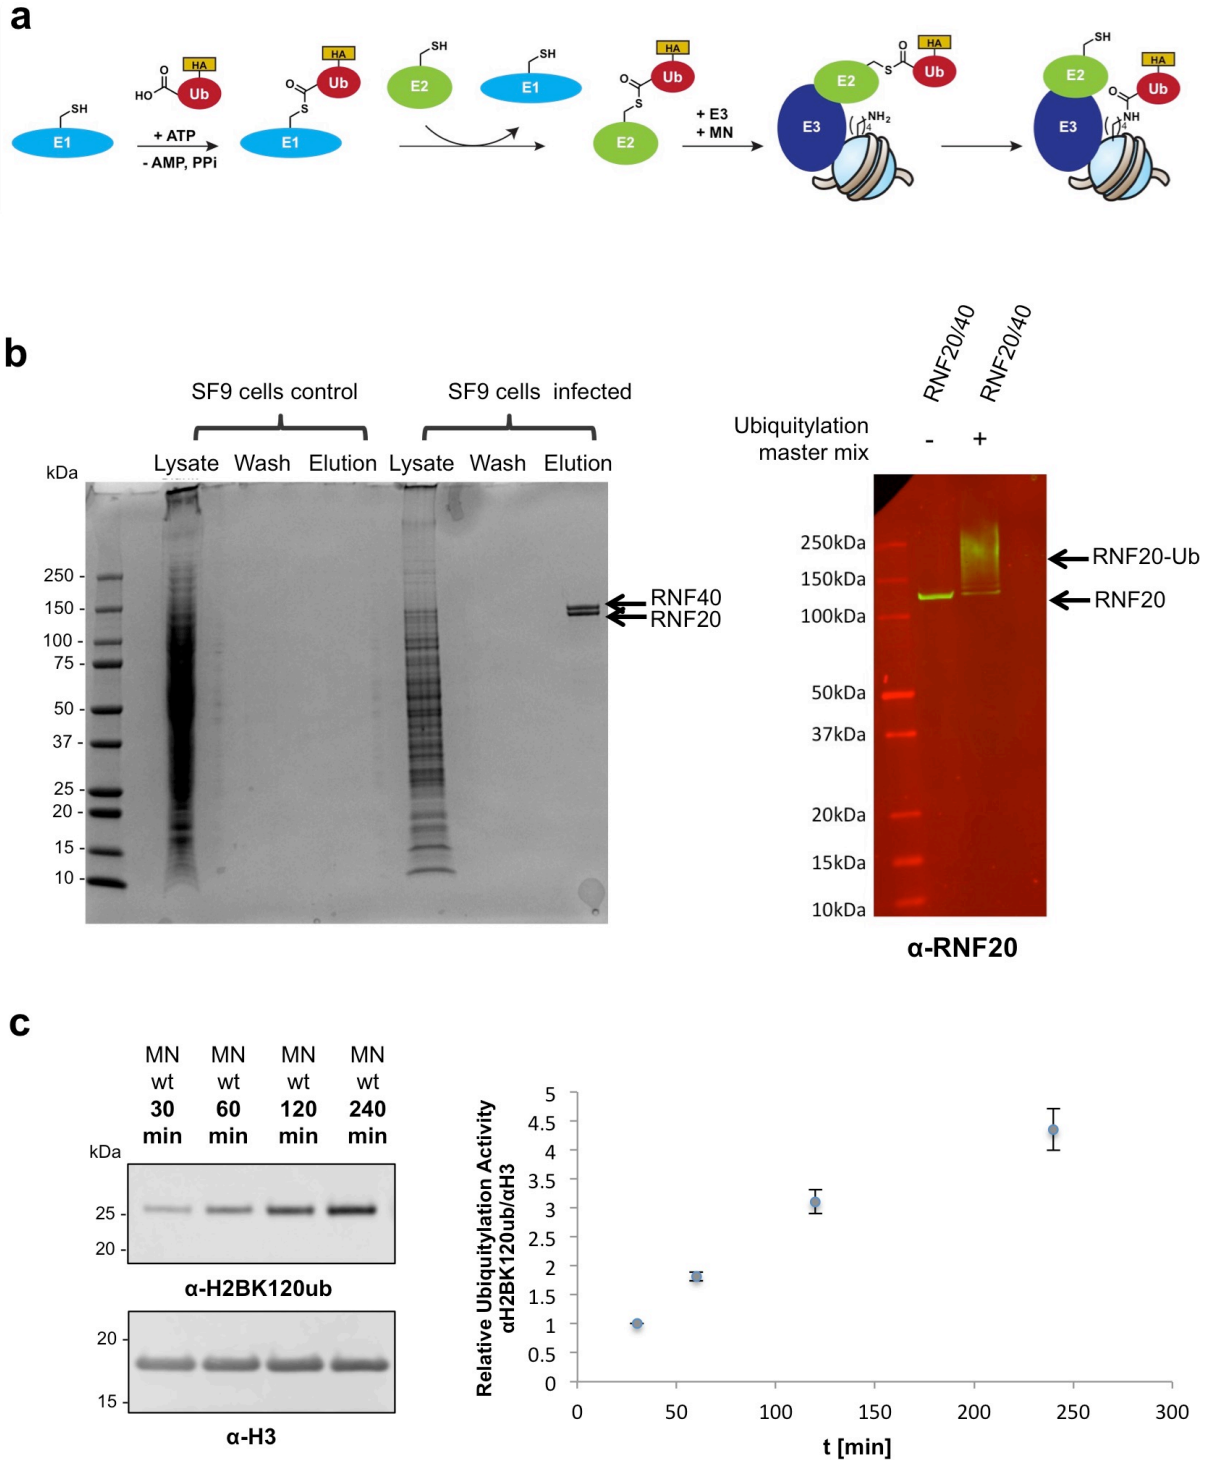 a
SH
E1
+ ATP
- AMP, PPi
HO
O
HA
Ub
HA
Ub
O
S
E1
SH
E2
SH
E1
HA
Ub
O
S
E2
+ E3
+ MN
E2
S
O
HA
Ub
E3
( )4
NH2
SH
E2
HA
Ub
O
NH
E3
( )4
b
SF9 cells control
SF9 cells infected
Lysate Wash Elution Lysate Wash Elution
kDa
250 -
150 -
100 -
75 -
50 -
37 -
25 -
20 -
15 -
10 -
RNF40
RNF20
RNF20/40
RNF20/40
Ubiquitylation
master mix
- +
250kDa
150kDa
100kDa
50kDa
37kDa
20kDa
15kDa
10kDa
RNF20-Ub
RNF20
α-RNF20
c
MN MN MN MN
wt wt wt wt
30 60 120 240
min min min min
kDa
25 -
20 -
α-H2BK120ub
20 -
15 -
α-H3
Relative Ubiquitylation Activity
αH2BK120ub/αH3
5
4.5
4
3.5
3
2.5
2
1.5
1
0.5
0
0 50 100 150 200 250 300
t [min]